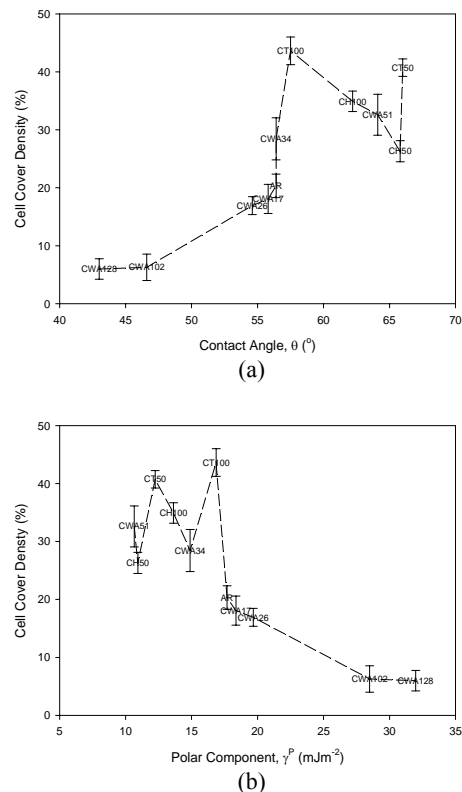 50
CT100
CT50
40
CH100
CWA51
30
CWA34
CH50
20
AR
CWA17
CWA26
10
CWA128
CWA102
0
40 45 50 55 60 65 70
Cell Cover Density (%)
Contact Angle, θ (°)
(a)
50
CT100
CT50
40
CH100
CWA51
30
CWA34
CH50
20
AR
CWA17
CWA26
10
CWA102
CWA128
0
5 10 15 20 25 30 35
Cell Cover Densty (%)
Polar Component, γᴾ (mJm⁻²)
(b)